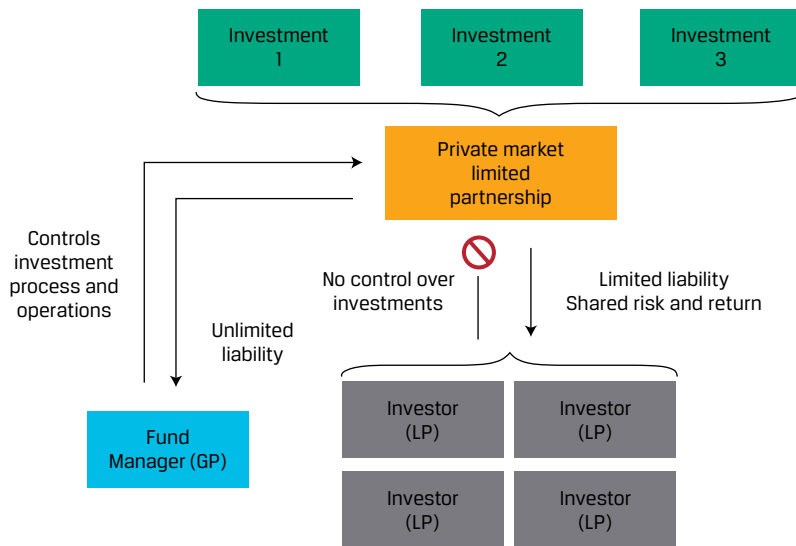 Investment
1
Investment
2
Investment
3
Private market
limited
partnership
Controls
investment
process and
operations
Unlimited
liability
No control over
investments
Limited liability
Shared risk and return
Fund
Manager (GP)
Investor
(LP)
Investor
(LP)
Investor
(LP)
Investor
(LP)